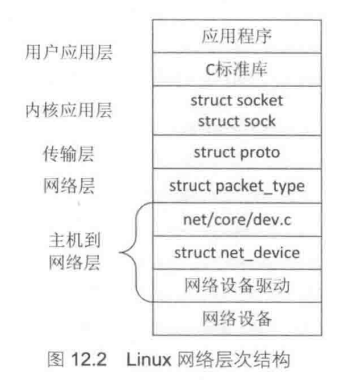 应用程序
用户应用层
C标准库
内核应用层
struct socket
struct sock
传输层
struct proto
网络层
struct packet_type
net/core/dev.c
主机到
网络层
struct net_device
网络设备驱动
网络设备
图 12.2 Linux 网络层次结构